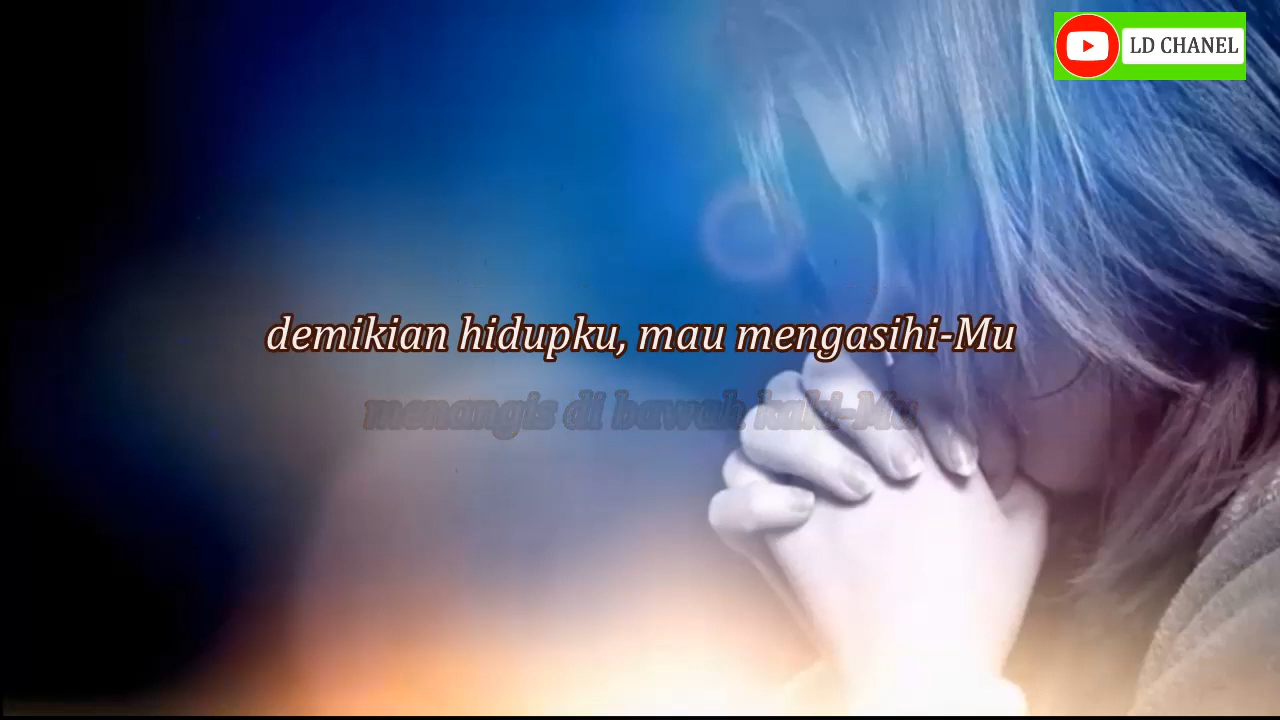 LD CHANEL
demikian hidupku, mau mengasihi-Mu
menangis di bawah kaki-Mu